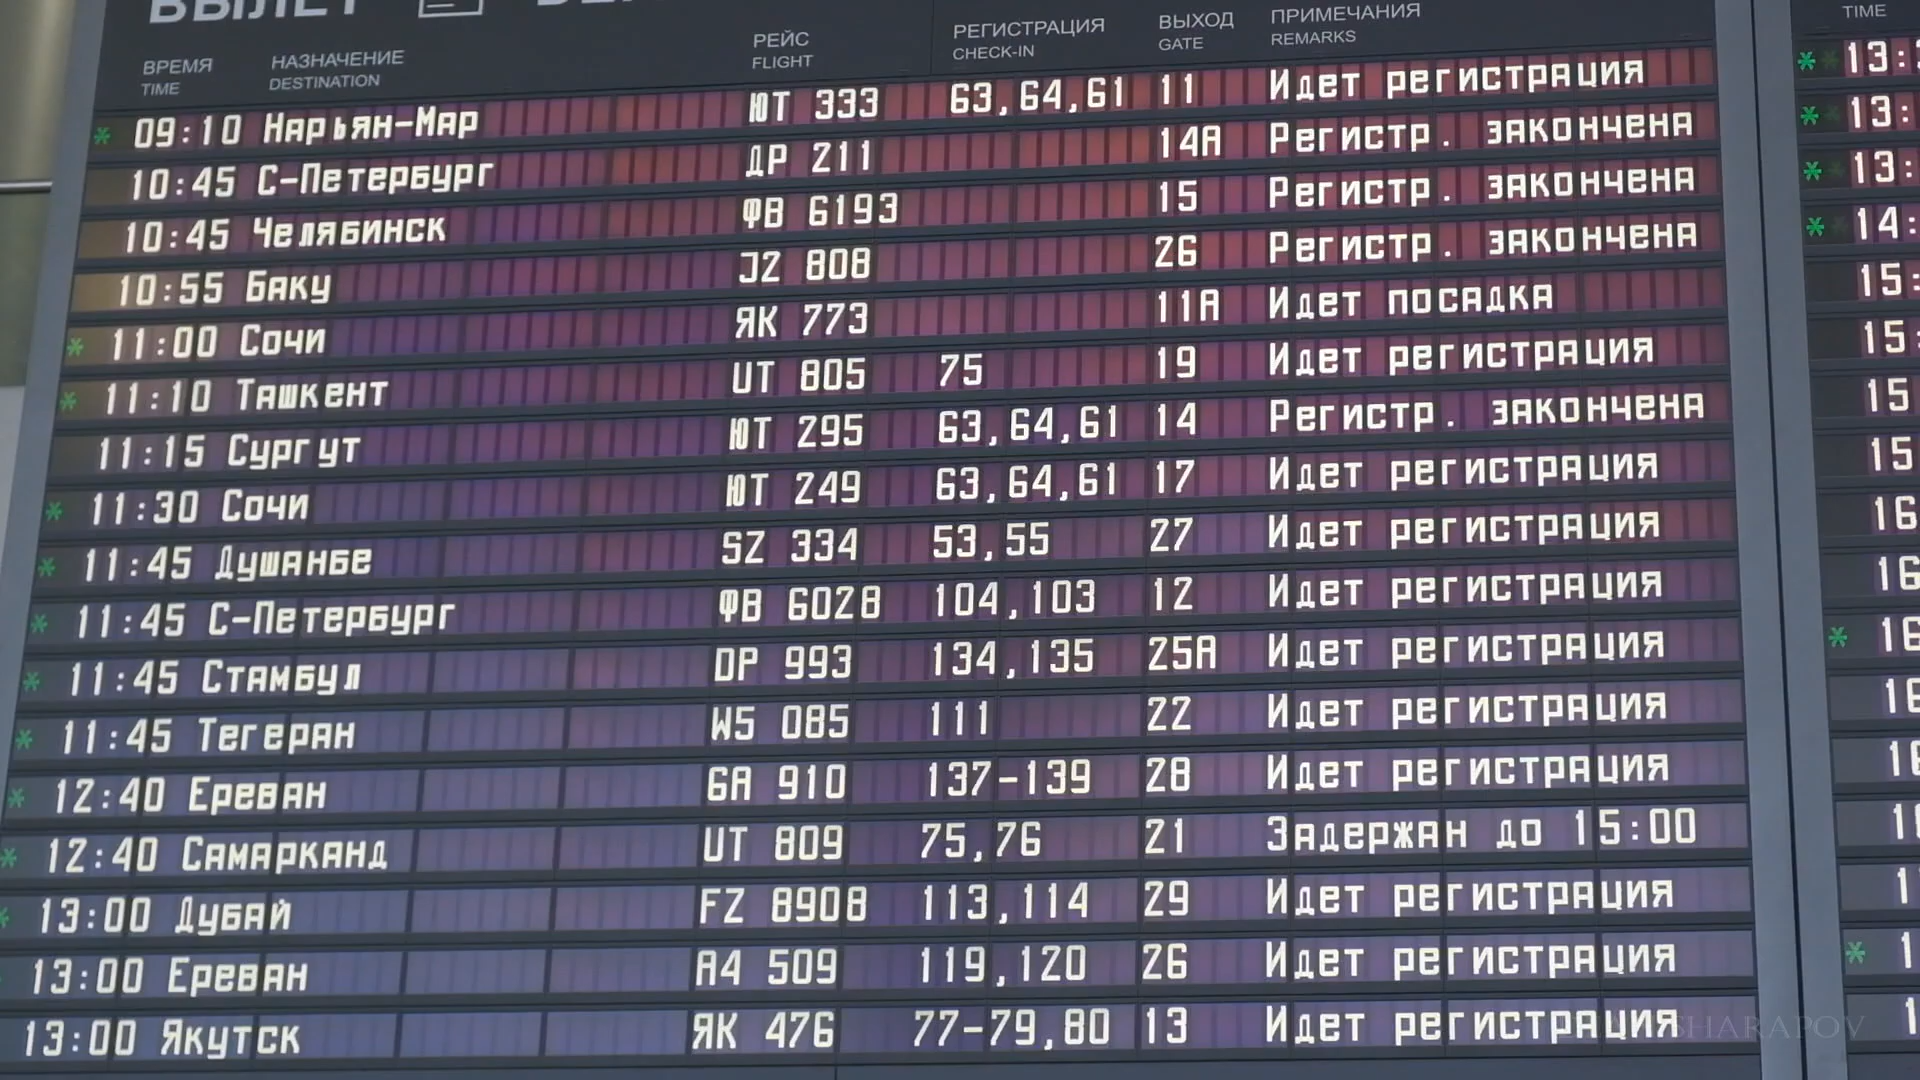 ВЫЛЕТ
ВРЕМЯ НАЗНАЧЕНИЕ РЕЙС РЕГИСТРАЦИЯ ВЫХОД ПРИМЕЧАНИЯ
TIME DESTINATION FLIGHT CHECK-IN GATE REMARKS TIME
* 09:10 Нарьян-Мар ЮТ 333 63,64,61 11 Идет регистрация
10:45 С-Петербург ДР 211 14А Регистр. закончена
10:45 Челябинск ФВ 6193 15 Регистр. закончена
10:55 Баку J2 808 26 Регистр. закончена
* 11:00 Сочи ЯК 773 11А Идет посадка
* 11:10 Ташкент UT 805 75 19 Идет регистрация
11:15 Сургут ЮТ 295 63,64,61 14 Регистр. закончена
* 11:30 Сочи ЮТ 249 63,64,61 17 Идет регистрация
* 11:45 Душанбе SZ 334 53,55 27 Идет регистрация
* 11:45 С-Петербург ФВ 6028 104,103 12 Идет регистрация
* 11:45 Стамбул DP 993 134,135 25А Идет регистрация
* 11:45 Тегеран W5 085 111 22 Идет регистрация
* 12:40 Ереван 6A 910 137-139 28 Идет регистрация
* 12:40 Самарканд UT 809 75,76 21 Задержан до 15:00
* 13:00 Дубай FZ 8908 113,114 29 Идет регистрация
13:00 Ереван A4 509 119,120 26 Идет регистрация
13:00 Якутск ЯК 476 77-79,80 13 Идет регистрация
SHARAPOV